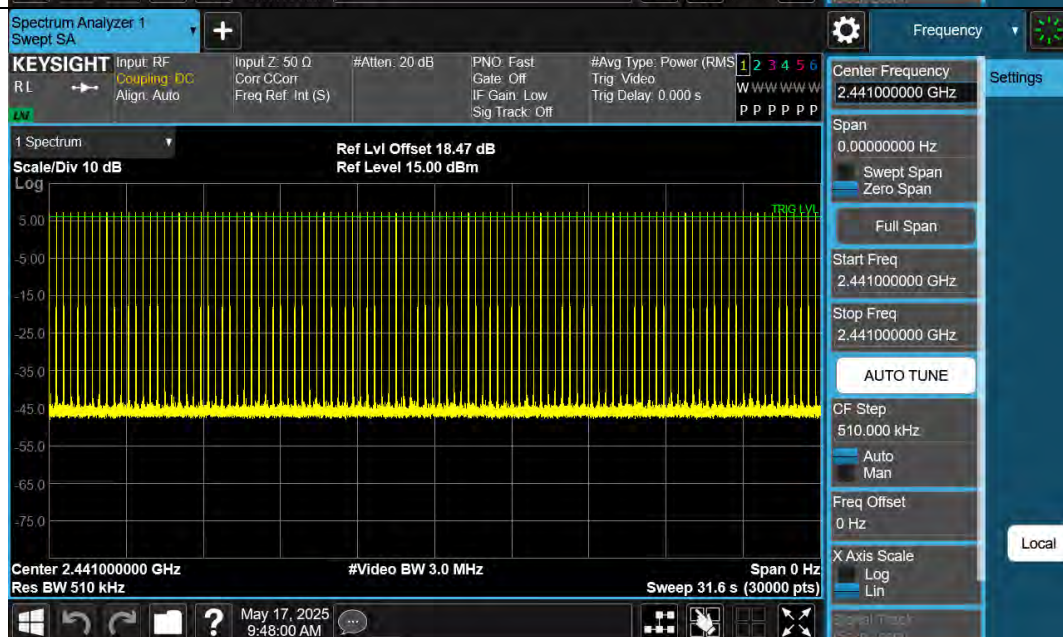 Spectrum Analyzer 1
Swept SA
+
Frequency
KEYSIGHT
RL
LXI
Input: RF
Coupling: DC
Align: Auto
Input Z: 50 Ω
Corr CCorr
Freq Ref: Int (S)
#Atten: 20 dB
PNO: Fast
Gate: Off
IF Gain: Low
Sig Track: Off
#Avg Type: Power (RMS
Trig: Video
Trig Delay: 0.000 s
1 2 3 4 5 6
W W W W W W
P P P P P P
Center Frequency
2.441000000 GHz
Settings
Span
0.00000000 Hz
Swept Span
Zero Span
Full Span
Start Freq
2.441000000 GHz
Stop Freq
2.441000000 GHz
AUTO TUNE
CF Step
510.000 kHz
Auto
Man
Freq Offset
0 Hz
X Axis Scale
Log
Lin
Signal Track
Local
1 Spectrum
Scale/Div 10 dB
Ref Lvl Offset 18.47 dB
Ref Level 15.00 dBm
Log
TRIG LVL
5.00
-5.00
-15.0
-25.0
-35.0
-45.0
-55.0
-65.0
-75.0
Center 2.441000000 GHz
#Video BW 3.0 MHz
Span 0 Hz
Res BW 510 kHz
Sweep 31.6 s (30000 pts)
?
May 17, 2025
9:48:00 AM